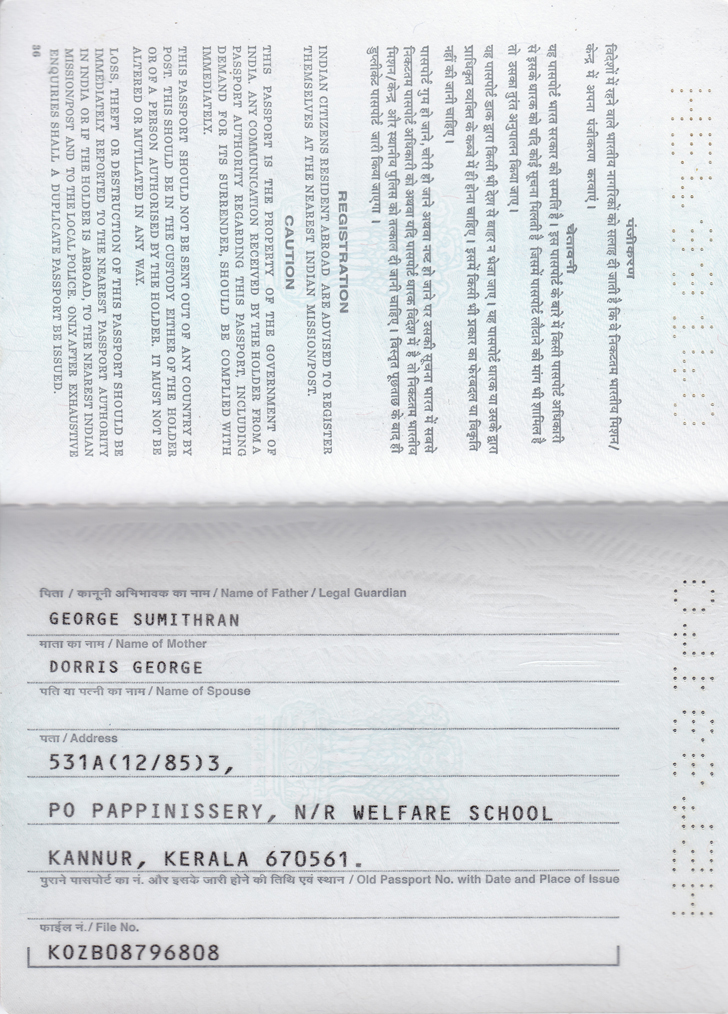 पंजीकरण
विदेशों में रहने वाले भारतीय नागरिकों को सलाह दी जाती है कि वे निकटतम भारतीय मिशन/
केन्द्र में अपना पंजीकरण करवाएं ।
चेतावनी
यह पासपोर्ट भारत सरकार की सम्पत्ति है । इस पासपोर्ट के बारे में किसी पासपोर्ट अधिकारी
से इसके धारक को यदि कोई सूचना मिलती है, जिसमें पासपोर्ट लौटाने की मांग भी शामिल है
तो उसका तुरंत अनुपालन किया जाए ।
यह पासपोर्ट डाक द्वारा किसी भी देश से बाहर न भेजा जाए । यह पासपोर्ट धारक या उसके द्वारा
प्राधिकृत व्यक्ति के कब्जे में ही होना चाहिए । इसमें किसी भी प्रकार का फेरबदल या विकृति
नहीं की जानी चाहिए ।
पासपोर्ट गुम हो जाने, चोरी हो जाने अथवा नष्ट हो जाने पर उसकी सूचना भारत में सबसे
निकटतम पासपोर्ट अधिकारी को अथवा यदि पासपोर्ट धारक विदेश में है तो निकटतम भारतीय
मिशन/केन्द्र और स्थानीय पुलिस को तत्काल दी जानी चाहिए । विस्तृत पूछताछ के बाद ही
डुप्लीकेट पासपोर्ट जारी किया जाएगा ।
REGISTRATION
INDIAN CITIZENS RESIDENT ABROAD ARE ADVISED TO REGISTER
THEMSELVES AT THE NEAREST INDIAN MISSION/POST.
CAUTION
THIS PASSPORT IS THE PROPERTY OF THE GOVERNMENT OF
INDIA. ANY COMMUNICATION RECEIVED BY THE HOLDER FROM A
PASSPORT AUTHORITY REGARDING THIS PASSPORT, INCLUDING
DEMAND FOR ITS SURRENDER, SHOULD BE COMPLIED WITH
IMMEDIATELY.
THIS PASSPORT SHOULD NOT BE SENT OUT OF ANY COUNTRY BY
POST. THIS SHOULD BE IN THE CUSTODY EITHER OF THE HOLDER
OR OF A PERSON AUTHORISED BY THE HOLDER. IT MUST NOT BE
ALTERED OR MUTILATED IN ANY WAY.
LOSS, THEFT OR DESTRUCTION OF THIS PASSPORT SHOULD BE
IMMEDIATELY REPORTED TO THE NEAREST PASSPORT AUTHORITY
IN INDIA OR IF THE HOLDER IS ABROAD, TO THE NEAREST INDIAN
MISSION/POST AND TO THE LOCAL POLICE. ONLY AFTER EXHAUSTIVE
ENQUIRIES SHALL A DUPLICATE PASSPORT BE ISSUED.
36
पिता / कानूनी अभिभावक का नाम / Name of Father / Legal Guardian
GEORGE SUMITHRAN
माता का नाम / Name of Mother
DORRIS GEORGE
पति या पत्नी का नाम / Name of Spouse
पता / Address
531A(12/85)3,
PO PAPPINISSERY, N/R WELFARE SCHOOL
KANNUR, KERALA 670561.
पुराने पासपोर्ट का नं. और इसके जारी होने की तिथि एवं स्थान / Old Passport No. with Date and Place of Issue
फाईल नं./ File No.
KOZB08796808